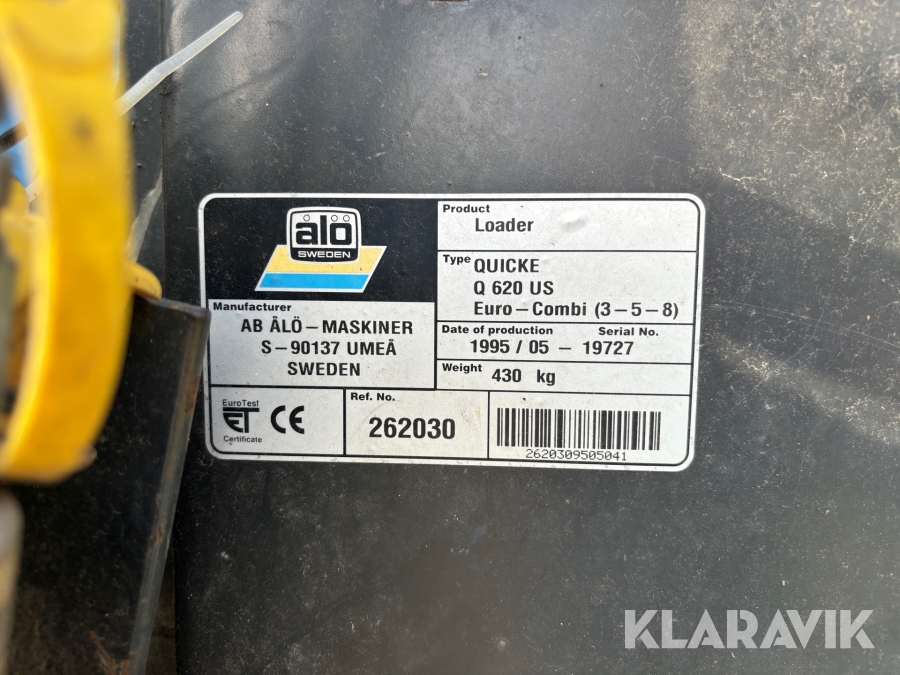 ålö
SWEDEN
Manufacturer
AB ÅLÖ-MASKINER
S-90137 UMEÅ
SWEDEN
Product
Loader
Type QUICKE
Q 620 US
Euro-Combi (3-5-8)
Date of production Serial No.
1995 / 05 - 19727
Weight 430 kg
EuroTest
ET CE
Certificate
Ref. No.
262030
2620309505041
KLARAVIK